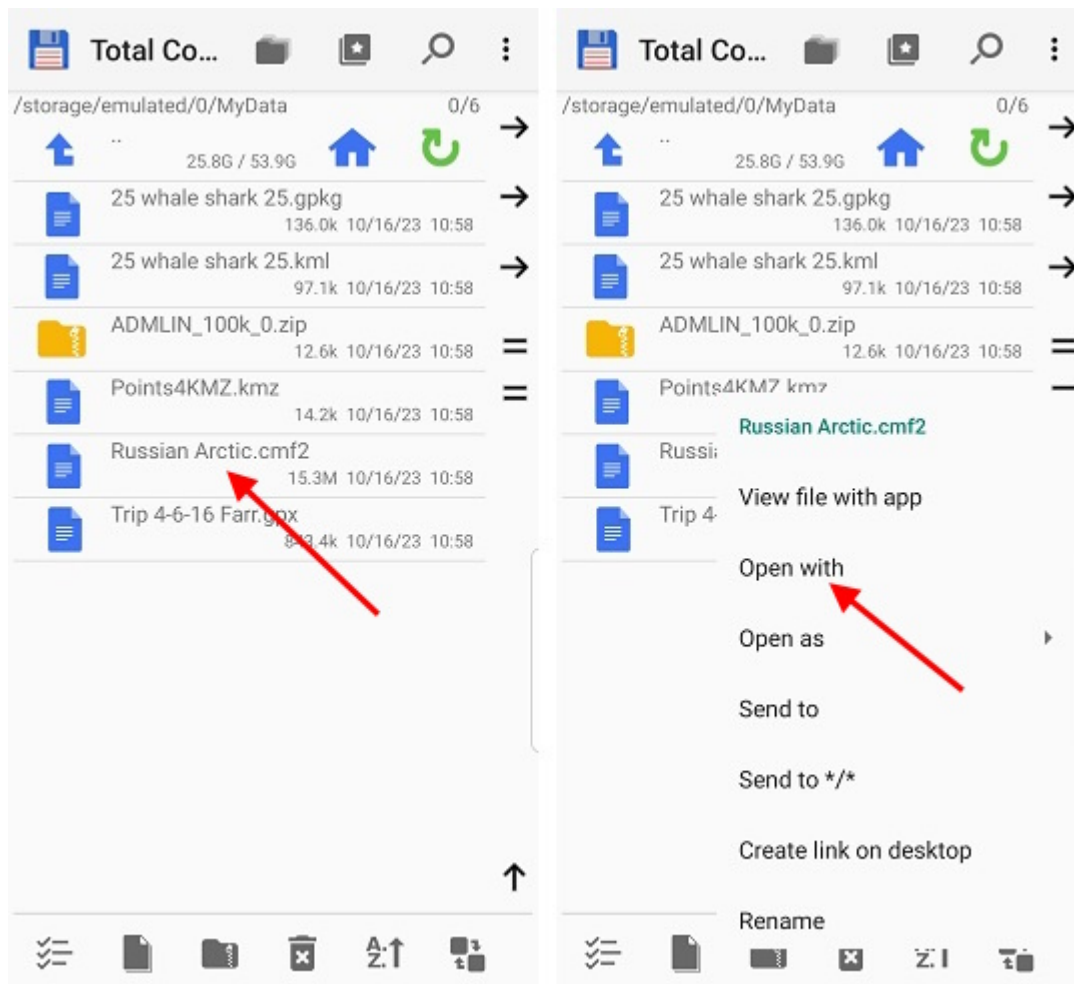 Total Co...
/storage/emulated/0/MyData 0/6
..
25.8G / 53.9G
25 whale shark 25.gpkg
136.0k 10/16/23 10:58
25 whale shark 25.kml
97.1k 10/16/23 10:58
ADMLIN_100k_0.zip
12.6k 10/16/23 10:58
Points4KMZ.kmz
14.2k 10/16/23 10:58
Russian Arctic.cmf2
15.3M 10/16/23 10:58
Trip 4-6-16 Farr.gpx
843.4k 10/16/23 10:58
A.Z.
Total Co...
/storage/emulated/0/MyData 0/6
..
25.8G / 53.9G
25 whale shark 25.gpkg
136.0k 10/16/23 10:58
25 whale shark 25.kml
97.1k 10/16/23 10:58
ADMLIN_100k_0.zip
12.6k 10/16/23 10:58
Points4KMZ kmz
Russi
Trip 4-
Russian Arctic.cmf2
View file with app
Open with
Open as
Send to
Send to */*
Create link on desktop
Rename
Z.